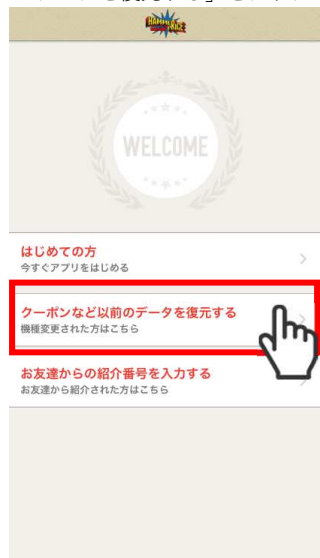 WELCOME
はじめての方
今すぐアプリをはじめる
クーポンなど以前のデータを復元する
機種変更された方はこちら
お友達からの紹介番号を入力する
お友達から紹介された方はこちら